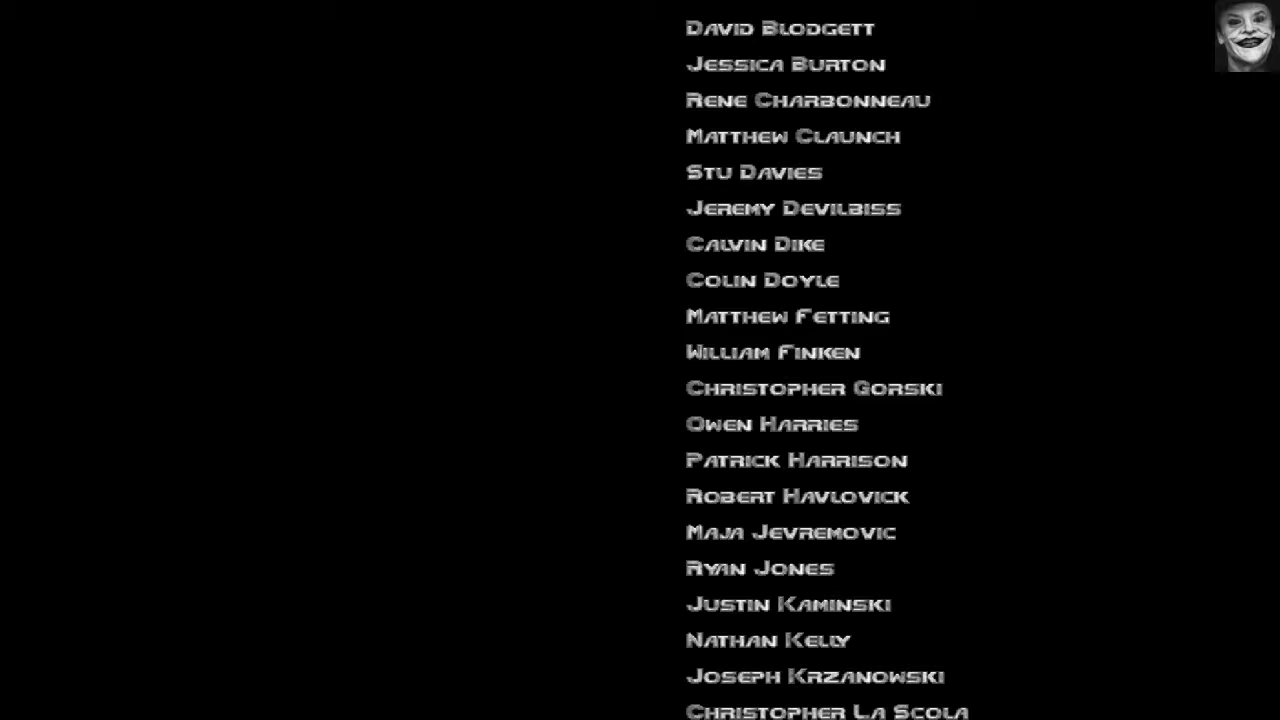 David Blodgett
Jessica Burton
Rene Charbonneau
Matthew Claunch
Stu Davies
Jeremy Devilbiss
Calvin Dike
Colin Doyle
Matthew Fetting
William Finken
Christopher Gorski
Owen Harries
Patrick Harrison
Robert Havlovick
Maja Jevremovic
Ryan Jones
Justin Kaminski
Nathan Kelly
Joseph Krzanowski
Christopher La Scola